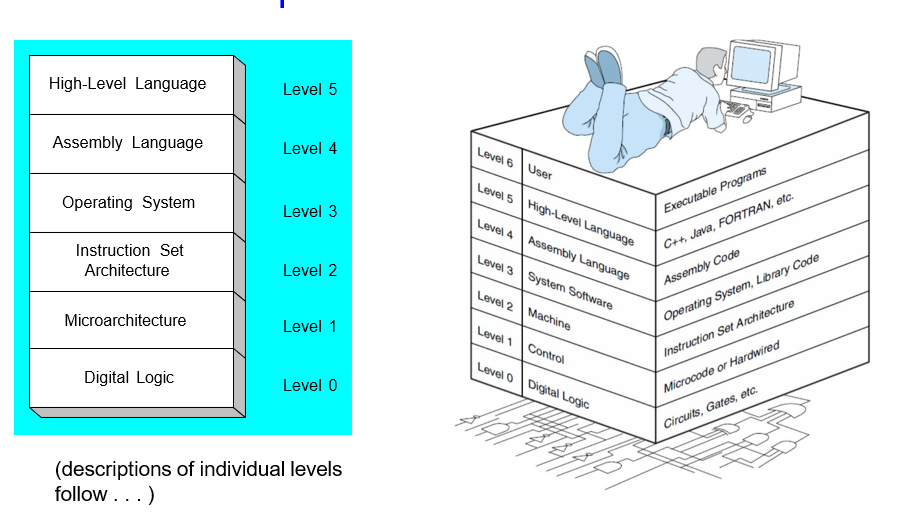 High-Level Language
Level 5
Assembly Language
Level 4
Operating System
Level 3
Instruction Set
Architecture
Level 2
Microarchitecture
Level 1
Digital Logic
Level 0
(descriptions of individual levels
follow . . . )
Level 6 User Executable Programs
Level 5 High-Level Language C++, Java, FORTRAN, etc.
Level 4 Assembly Language Assembly Code
Level 3 System Software Operating System, Library Code
Level 2 Machine Instruction Set Architecture
Level 1 Control Microcode or Hardwired
Level 0 Digital Logic Circuits, Gates, etc.